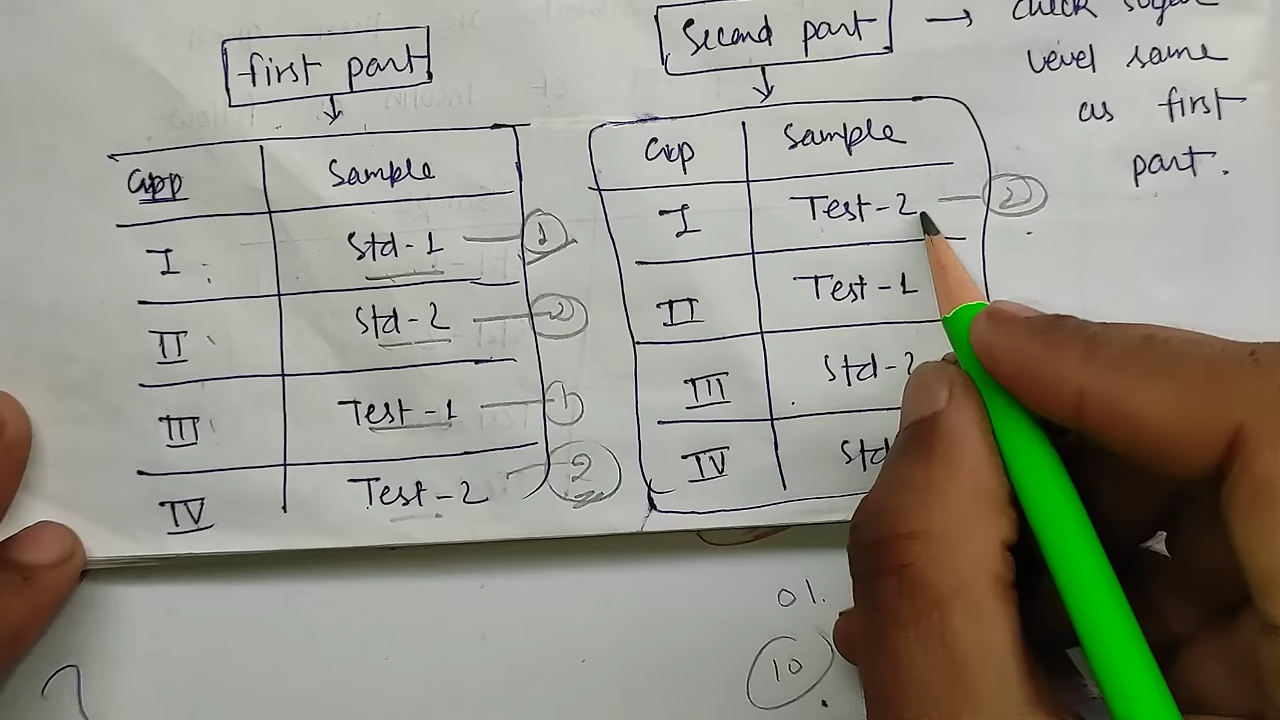 first part
Grp Sample
I Std-1 1
II Std-2 2
III Test-1 1
IV Test-2 2
Second part → check sugar
level same
as first
part.
Grp Sample
I Test-2 2
II Test-1
III Std-2
IV Std
01.
10